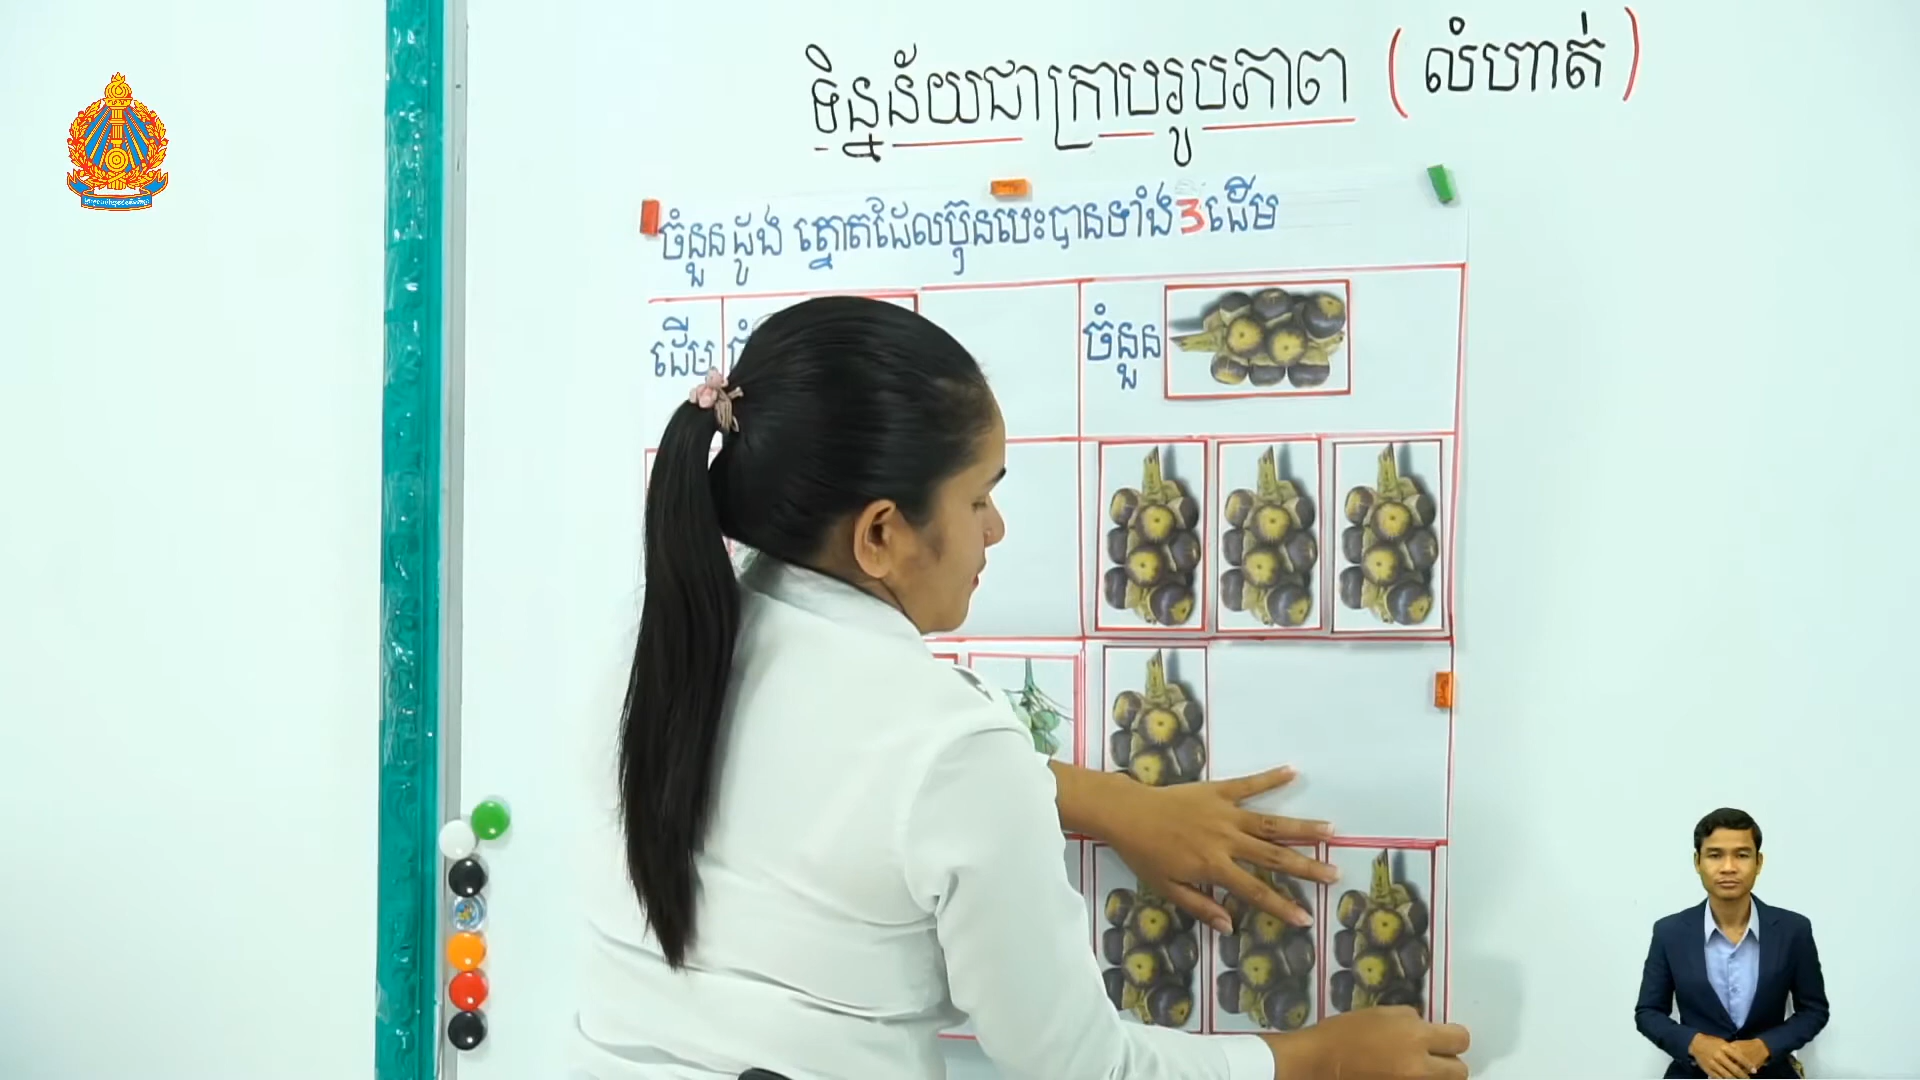 ទិន្នន័យជាក្រាបរូបភាព (លំហាត់)
ចំនួនដូង ត្នោតដែលប៊ុនបេះបានទាំង3ដើម
ដើម
ចំនួន